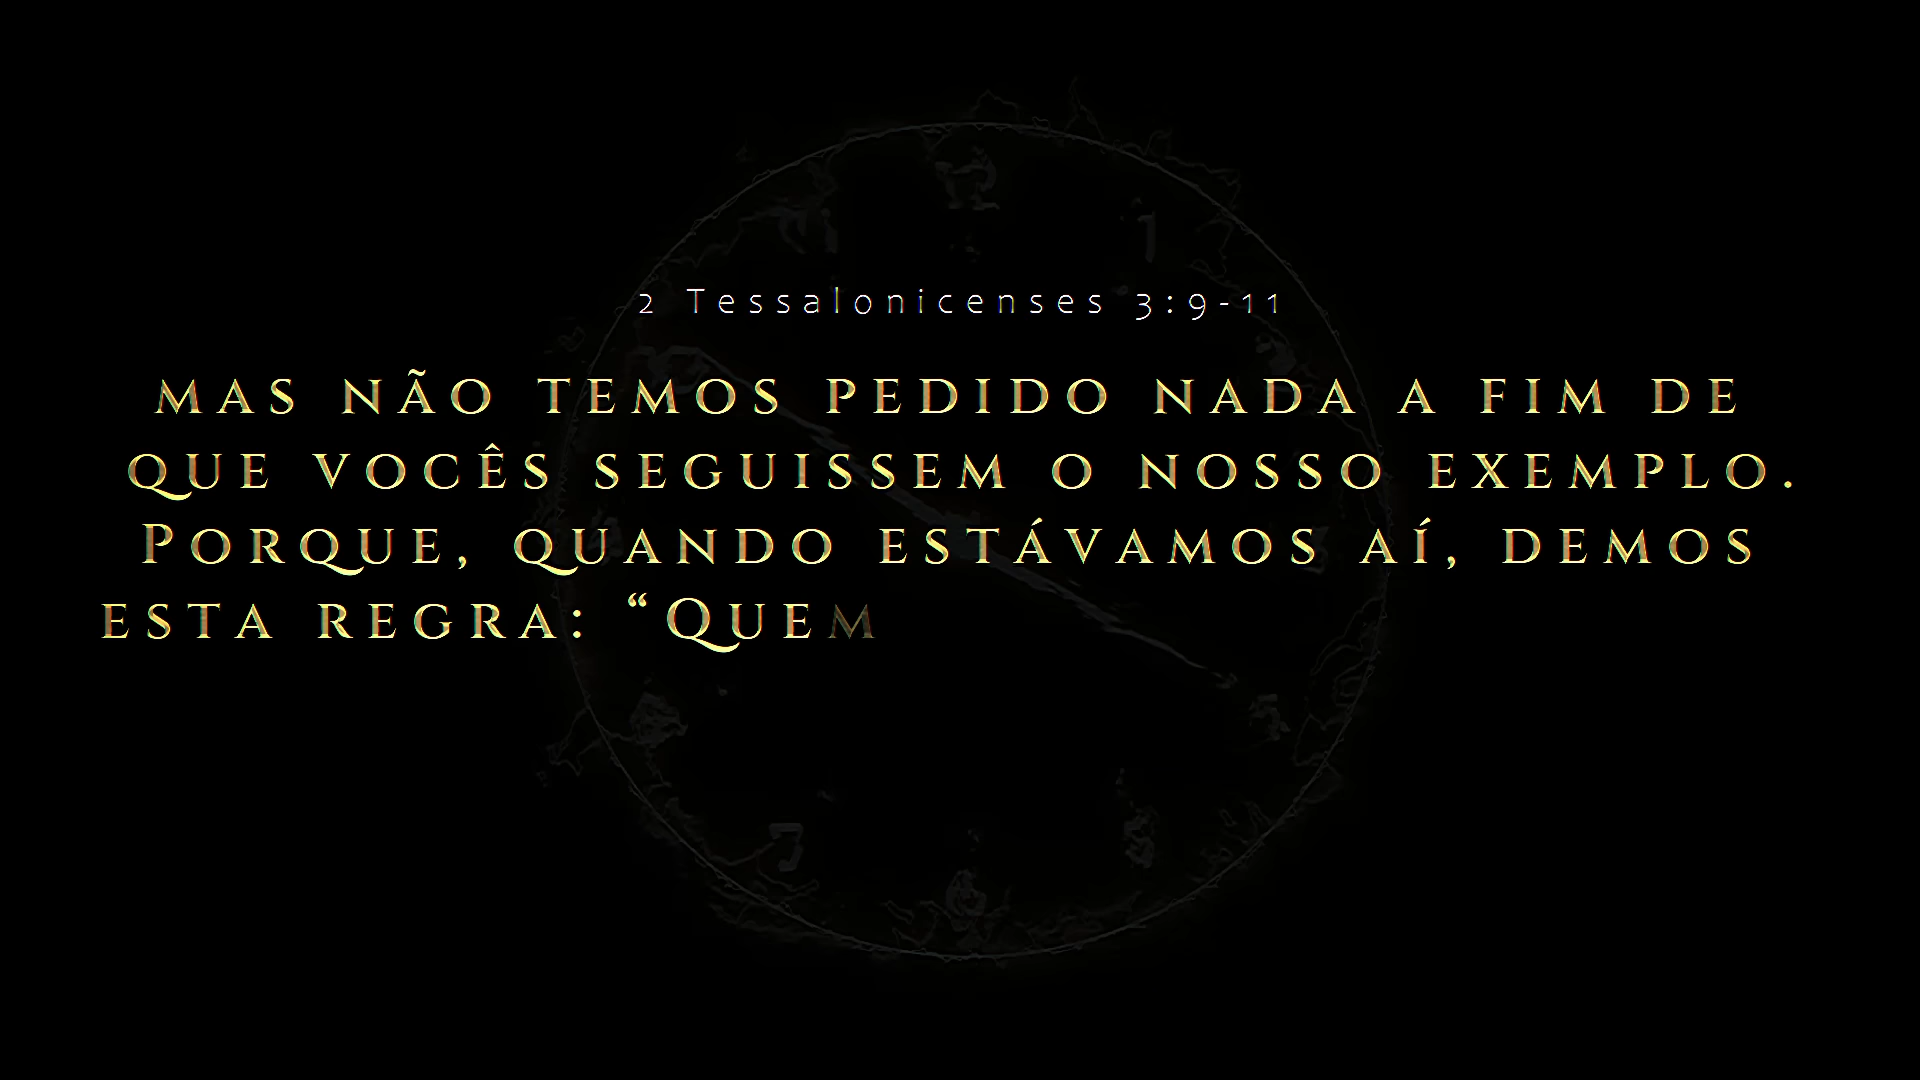 2 Tessalonicenses 3:9-11
mas não temos pedido nada a fim de
que vocês seguissem o nosso exemplo.
Porque, quando estávamos aí, demos
esta regra: “Quem